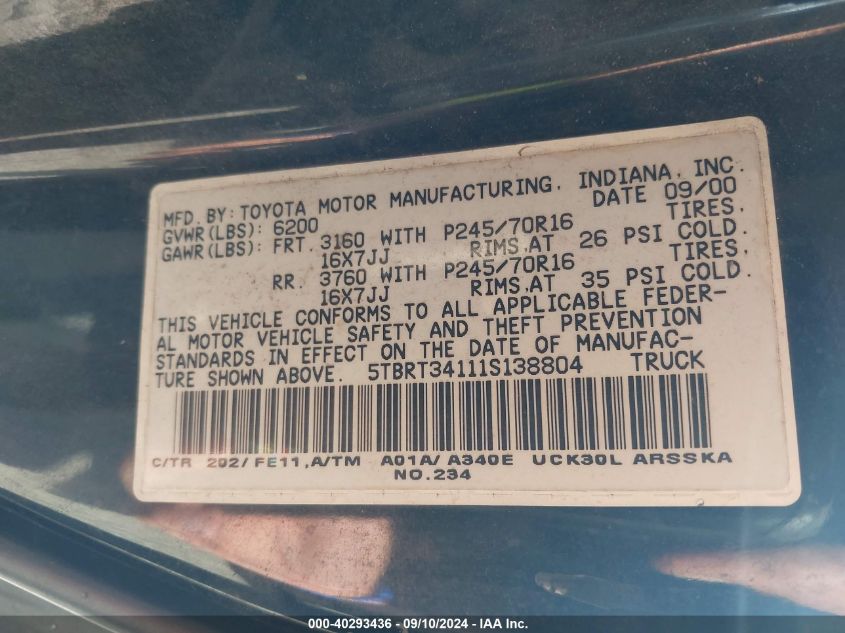 MFD. BY: TOYOTA MOTOR MANUFACTURING, INDIANA, INC.
GVWR(LBS): 6200 DATE 09/00
GAWR(LBS): FRT. 3160 WITH P245/70R16 TIRES,
16X7JJ RIMS,AT 26 PSI COLD.
RR. 3760 WITH P245/70R16 TIRES,
16X7JJ RIMS,AT 35 PSI COLD.
THIS VEHICLE CONFORMS TO ALL APPLICABLE FEDER-
AL MOTOR VEHICLE SAFETY AND THEFT PREVENTION
STANDARDS IN EFFECT ON THE DATE OF MANUFAC-
TURE SHOWN ABOVE. 5TBRT34111S138804 TRUCK
C/TR 202/FE11,A/TM A01A/A340E UCK30L ARSSKA
NO.234
000-40293436 - 09/10/2024 - IAA Inc.